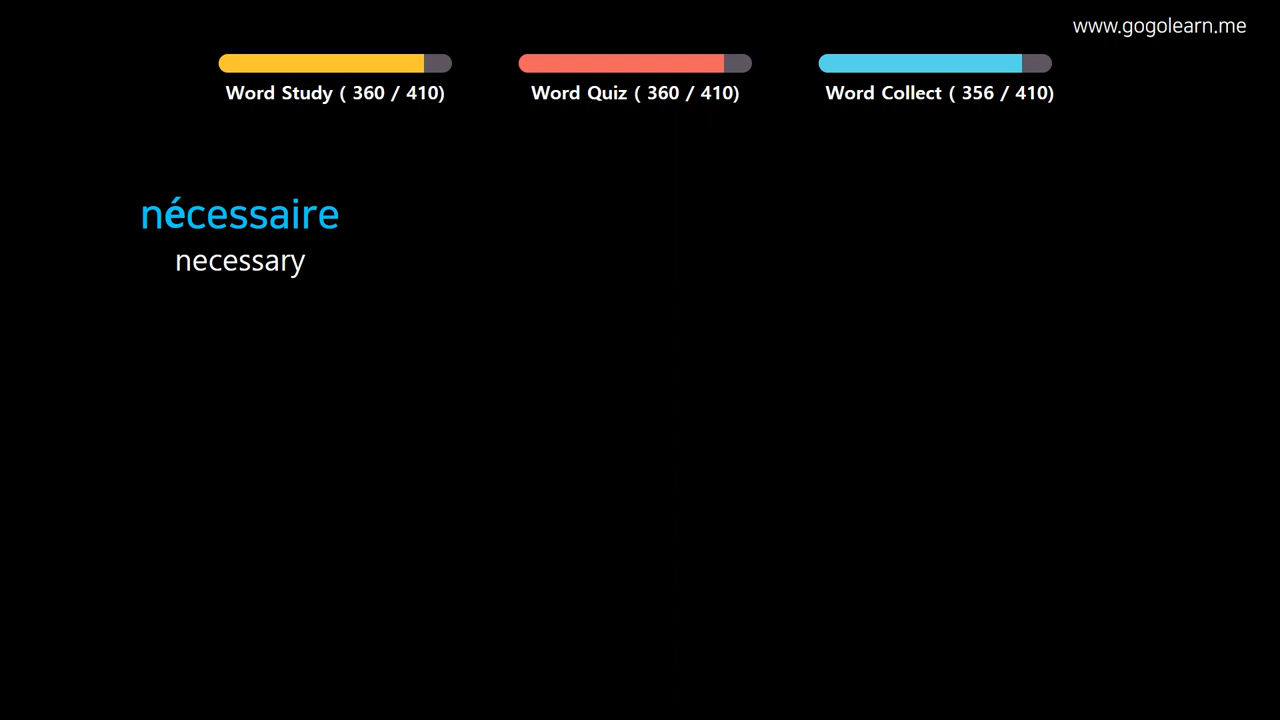 www.gogolearn.me
Word Study ( 360 / 410)
Word Quiz ( 360 / 410)
Word Collect ( 356 / 410)
nécessaire
necessary